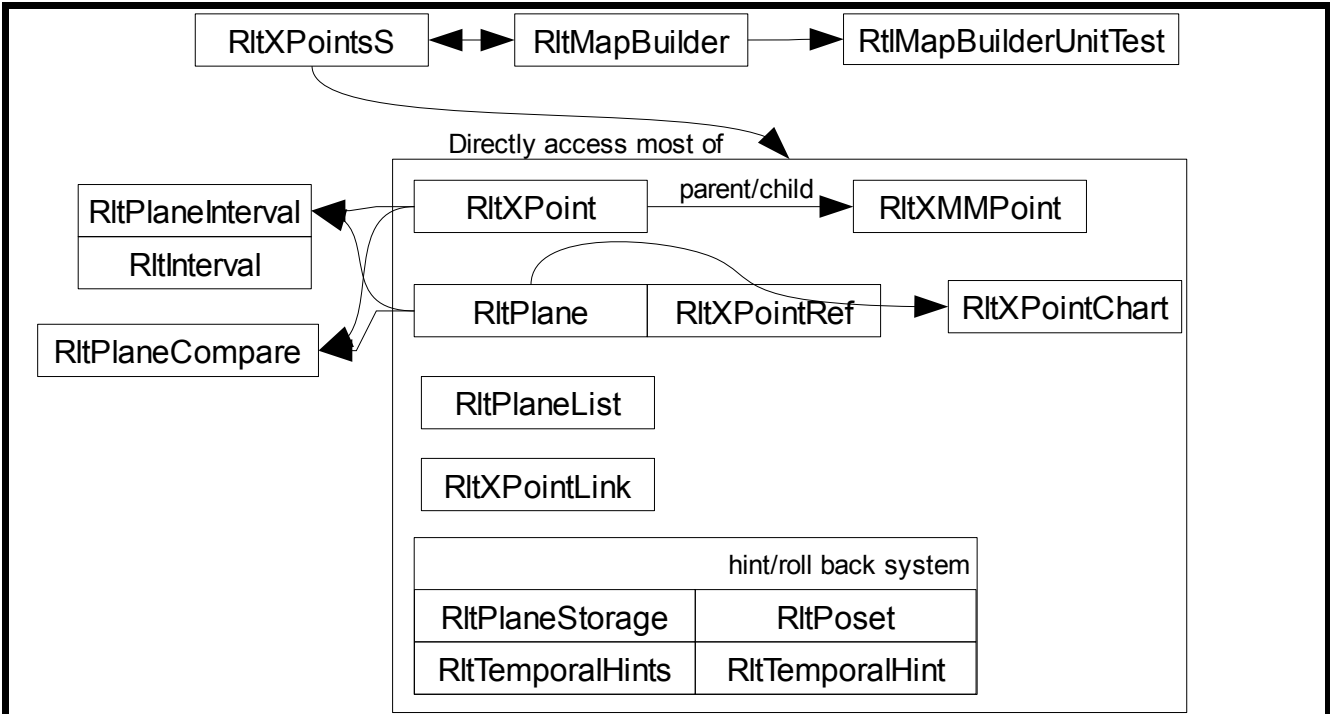 RltXPointsS
RltMapBuilder
RtlMapBuilderUnitTest
Directly access most of
RltPlaneInterval
RltInterval
RltPlaneCompare
RltXPoint
parent/child
RltXMMPoint
RltPlane
RltXPointRef
RltXPointChart
RltPlaneList
RltXPointLink
hint/roll back system
RltPlaneStorage
RltPoset
RltTemporalHints
RltTemporalHint